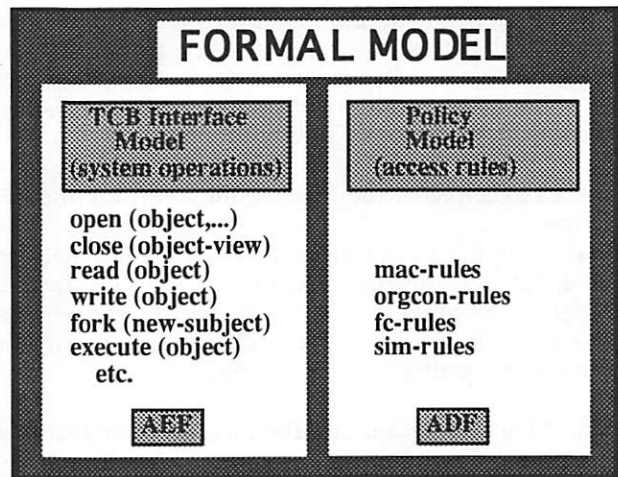 FORMAL MODEL
TCB Interface
Model
(system operations)
open (object,...)
close (object-view)
read (object)
write (object)
fork (new-subject)
execute (object)
etc.
AEF
Policy
Model
(access rules)
mac-rules
orgcon-rules
fc-rules
sim-rules
ADF